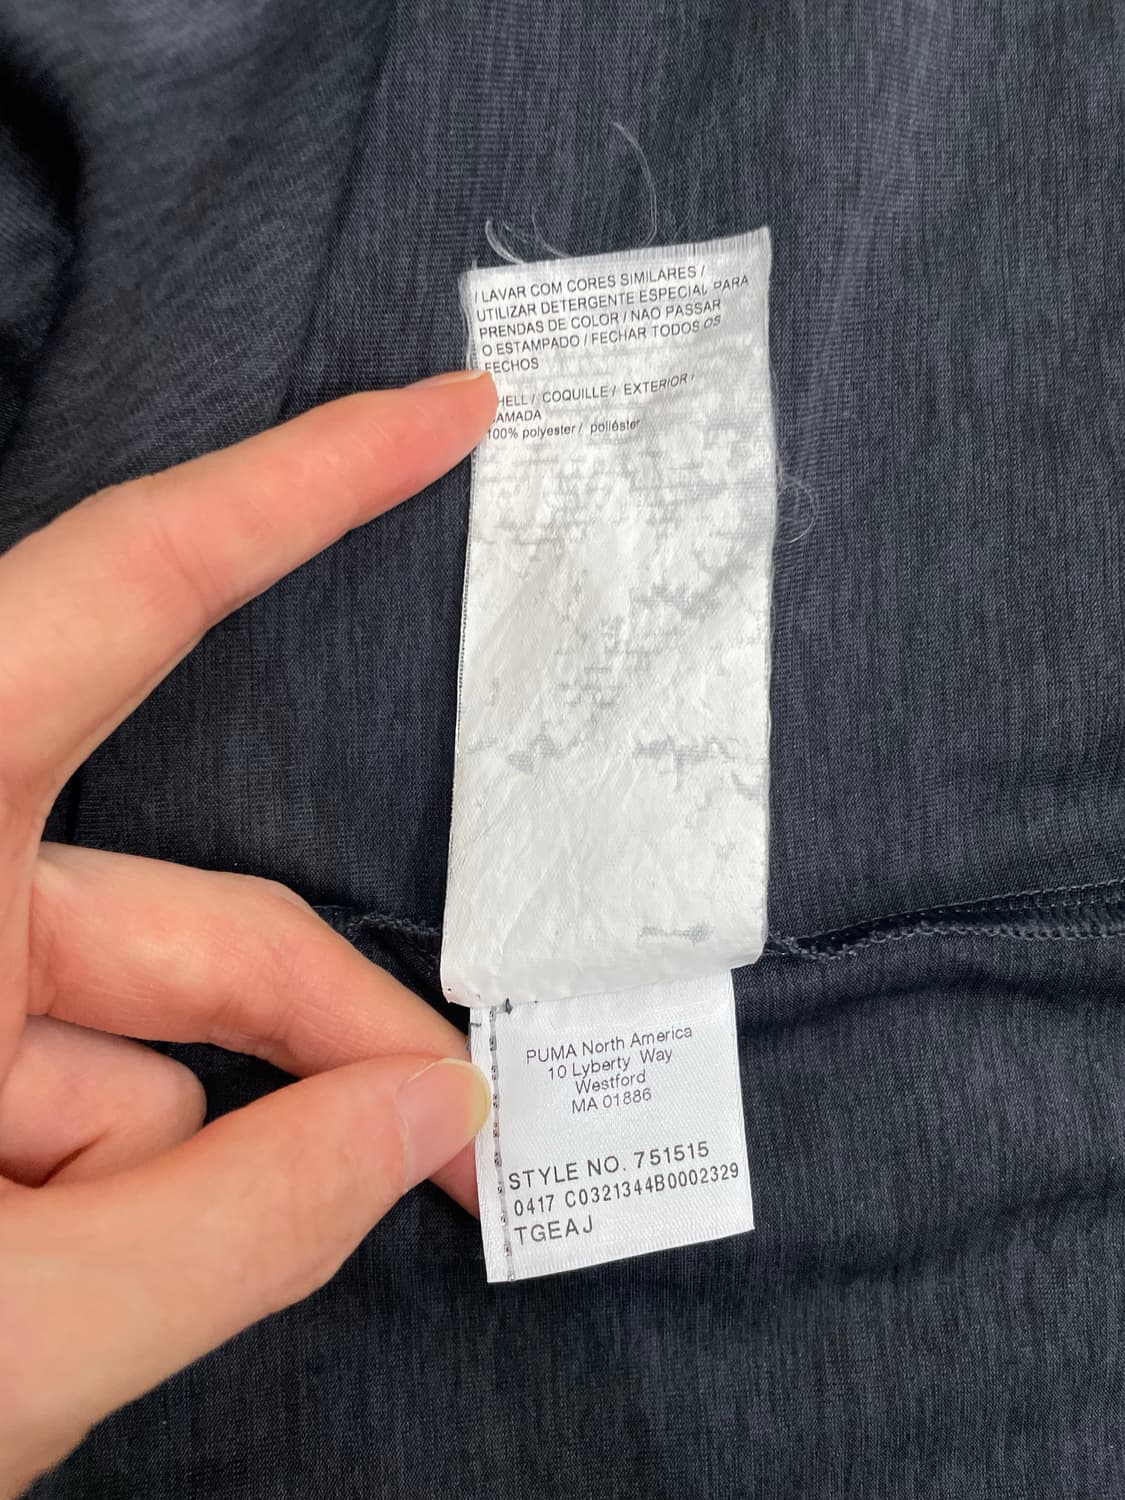 / LAVAR COM CORES SIMILARES /
UTILIZAR DETERGENTE ESPECIAL PARA
PRENDAS DE COLOR / NAO PASSAR
O ESTAMPADO / FECHAR TODOS OS
FECHOS
HELL / COQUILLE / EXTERIOR /
CAMADA
100% polyester / poliéster
PUMA North America
10 Lyberty Way
Westford
MA 01886
STYLE NO. 751515
0417 C0321344B0002329
TGEAJ